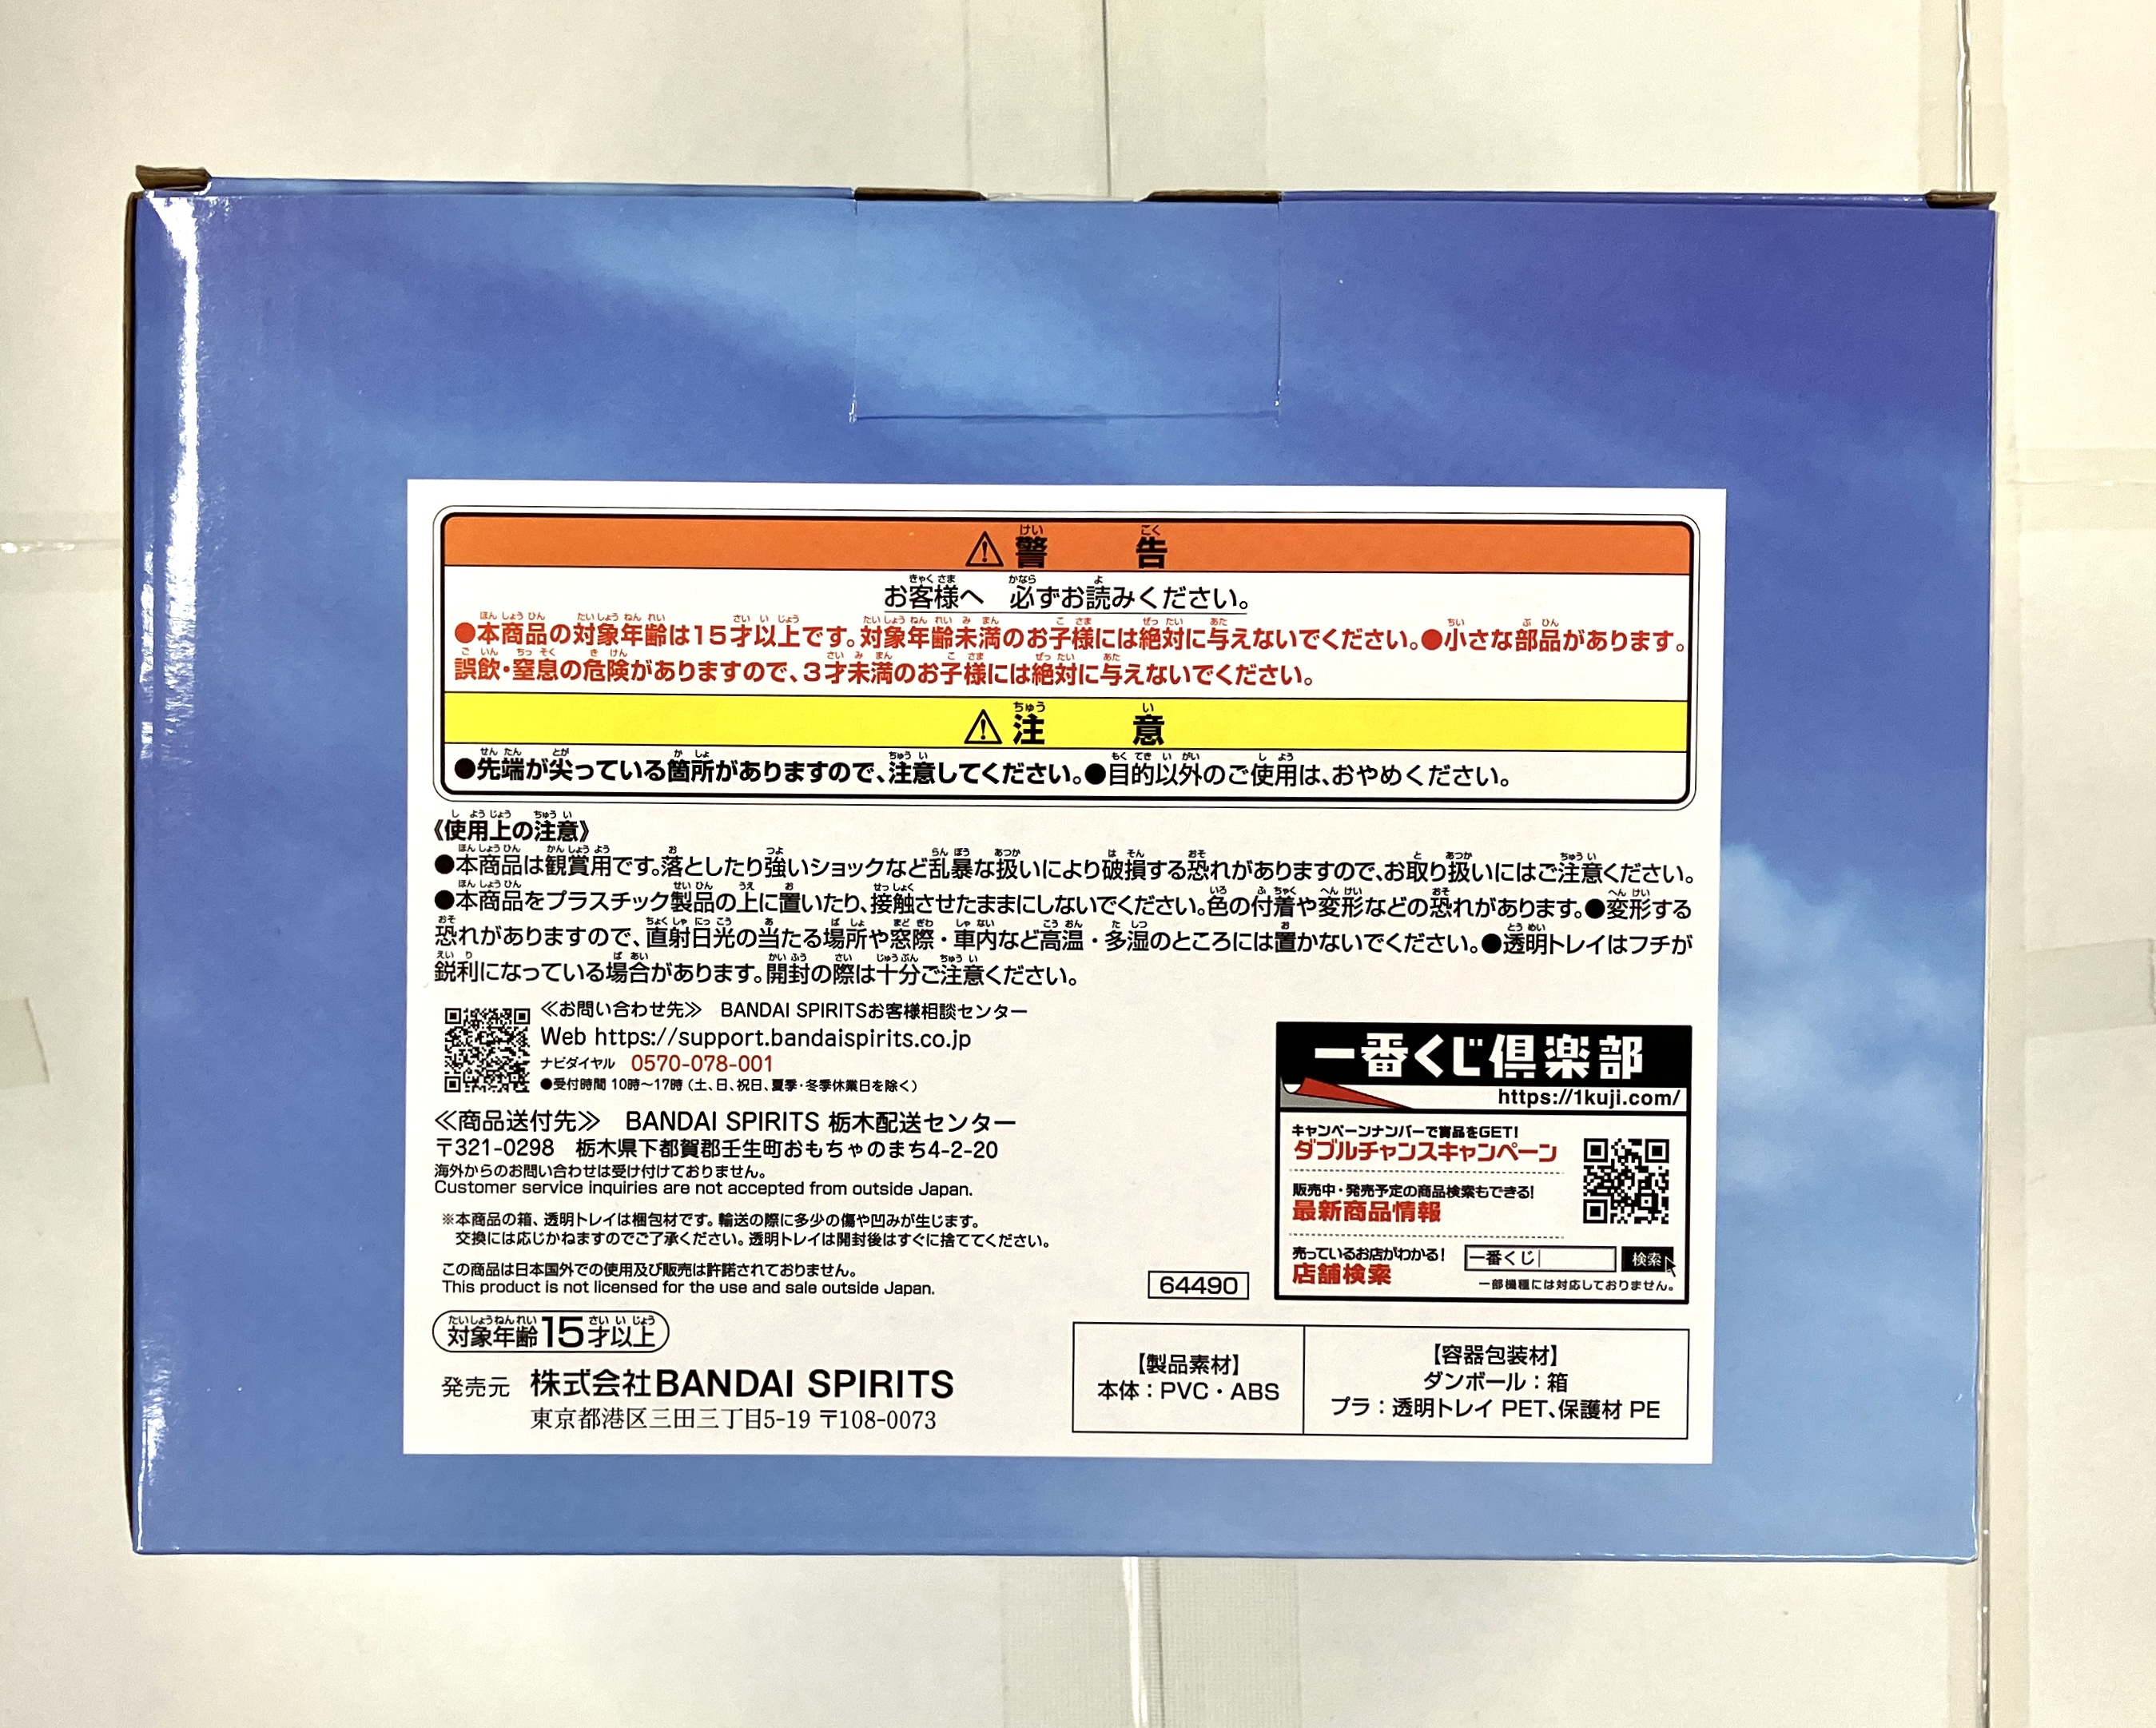 ⚠警告
お客様へ 必ずお読みください。
●本商品の対象年齢は15才以上です。対象年齢未満のお子様には絶対に与えないでください。●小さな部品があります。
誤飲・窒息の危険がありますので、3才未満のお子様には絶対に与えないでください。
⚠注意
●先端が尖っている箇所がありますので、注意してください。●目的以外のご使用は、おやめください。
《使用上の注意》
●本商品は観賞用です。落としたり強いショックなど乱暴な扱いにより破損する恐れがありますので、お取り扱いにはご注意ください。
●本商品をプラスチック製品の上に置いたり、接触させたままにしないでください。色の付着や変形などの恐れがあります。●変形する
恐れがありますので、直射日光の当たる場所や窓際・車内など高温・多湿のところには置かないでください。●透明トレイはフチが
鋭利になっている場合があります。開封の際は十分ご注意ください。
≪お問い合わせ先≫ BANDAI SPIRITSお客様相談センター
Web https://support.bandaispirits.co.jp
ナビダイヤル 0570-078-001
●受付時間 10時～17時（土、日、祝日、夏季・冬季休業日を除く）
≪商品送付先≫ BANDAI SPIRITS 栃木配送センター
〒321-0298 栃木県下都賀郡壬生町おもちゃのまち4-2-20
海外からのお問い合わせは受け付けておりません。
Customer service inquiries are not accepted from outside Japan.
※本商品の箱、透明トレイは梱包材です。輸送の際に多少の傷や凹みが生じます。
交換には応じかねますのでご了承ください。透明トレイは開封後はすぐに捨ててください。
この商品は日本国外での使用及び販売は許諾されておりません。
This product is not licensed for the use and sale outside Japan.
64490
対象年齢15才以上
発売元 株式会社BANDAI SPIRITS
東京都港区三田三丁目5-19 〒108-0073
一番くじ倶楽部
https://1kuji.com/
キャンペーンナンバーで賞品をGET!
ダブルチャンスキャンペーン
販売中・発売予定の商品検索もできる!
最新商品情報
売っているお店がわかる!
店舗検索
一番くじ 検索
一部機種には対応しておりません。
【製品素材】
本体：PVC・ABS
【容器包装材】
ダンボール：箱
プラ：透明トレイ PET、保護材 PE